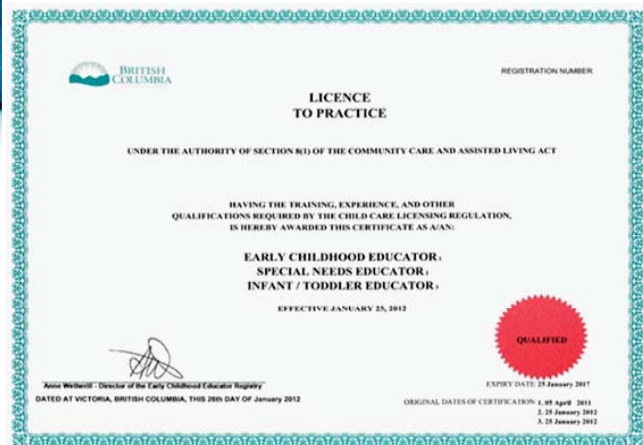 BRITISH
COLUMBIA
REGISTRATION NUMBER
LICENCE
TO PRACTICE
UNDER THE AUTHORITY OF SECTION 8(1) OF THE COMMUNITY CARE AND ASSISTED LIVING ACT
HAVING THE TRAINING, EXPERIENCE, AND OTHER
QUALIFICATIONS REQUIRED BY THE CHILD CARE LICENSING REGULATION,
IS HEREBY AWARDED THIS CERTIFICATE AS A/AN:
EARLY CHILDHOOD EDUCATOR 1
SPECIAL NEEDS EDUCATOR 2
INFANT / TODDLER EDUCATOR 3
EFFECTIVE JANUARY 25, 2012
QUALIFIED
Anne Wetherill - Director of the Early Childhood Educator Registry
DATED AT VICTORIA, BRITISH COLUMBIA, THIS 26th DAY OF January 2012
EXPIRY DATE: 25 January 2017
ORIGINAL DATES OF CERTIFICATION: 1. 05 April 2011
2. 25 January 2012
3. 25 January 2012